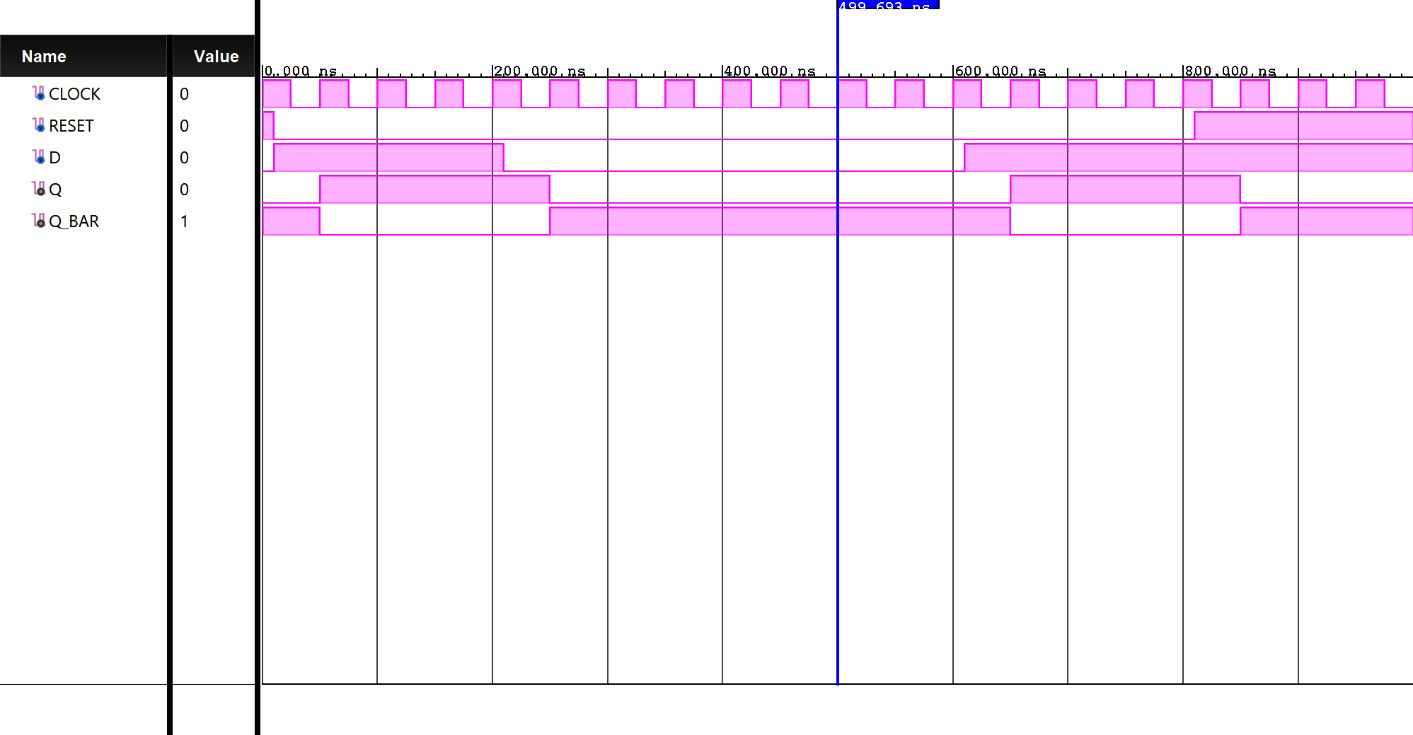 499.693 ns
Name Value
0.000 ns 200.000 ns 400.000 ns 600.000 ns 800.000 ns
CLOCK 0
RESET 0
D 0
Q 0
Q_BAR 1